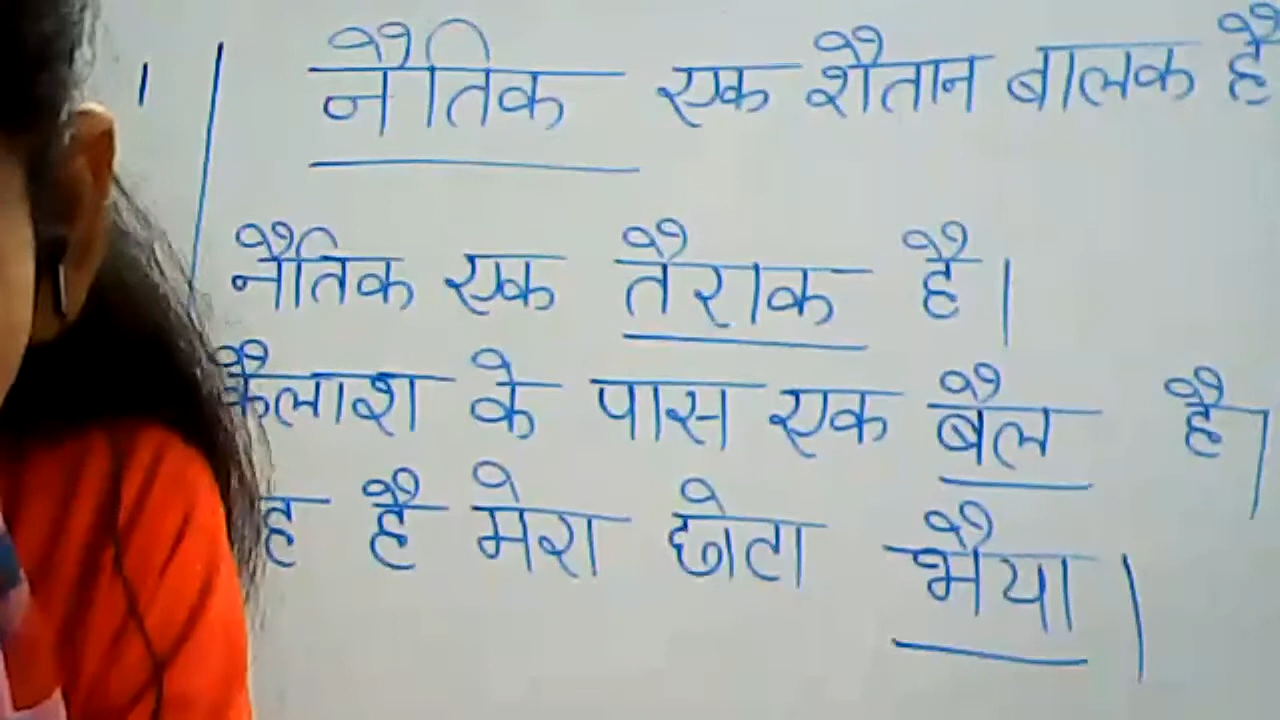 नैतिक एक शैतान बालक है
नैतिक एक तैराक है।
कैलाश के पास एक बैल है।
ह है मेरा छोटा भैया।